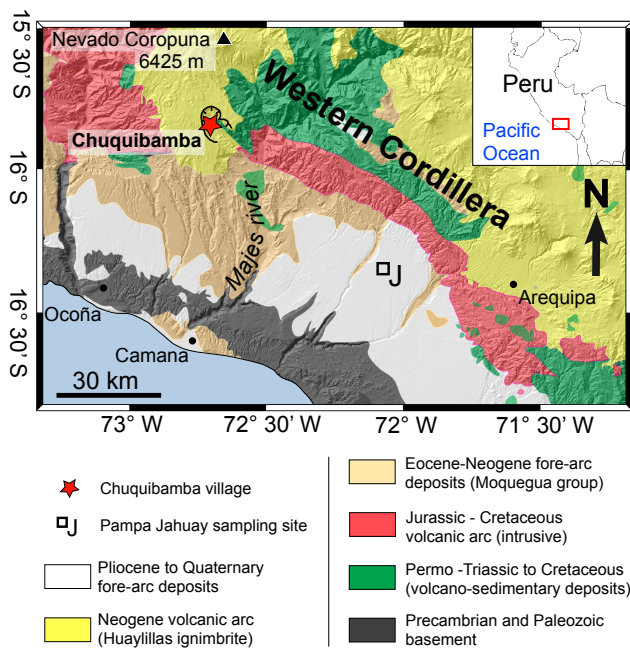 15° 30' S
16° S
16° 30' S
Nevado Coropuna
6425 m
Chuquibamba
Western Cordillera
Majes river
Peru
Pacific
Ocean
N
J
Arequipa
Ocoña
Camana
30 km
73° W
72° 30' W
72° W
71° 30' W
Chuquibamba village
J
Pampa Jahuay sampling site
Pliocene to Quaternary
fore-arc deposits
Neogene volcanic arc
(Huaylillas ignimbrite)
Eocene-Neogene fore-arc
deposits (Moquegua group)
Jurassic - Cretaceous
volcanic arc (intrusive)
Permo -Triassic to Cretaceous
(volcano-sedimentary deposits)
Precambrian and Paleozoic
basement